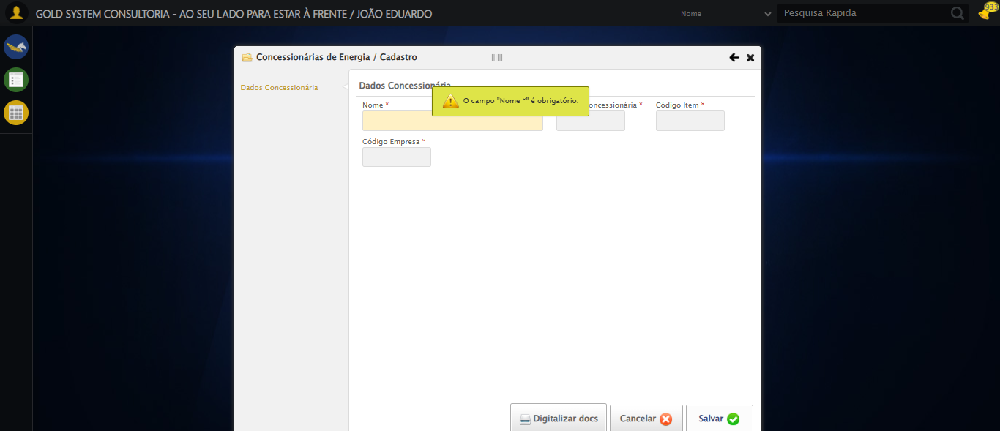 GOLD SYSTEM CONSULTORIA - AO SEU LADO PARA ESTAR À FRENTE / JOÃO EDUARDO
Nome
Pesquisa Rapida
933
Concessionárias de Energia / Cadastro
Dados Concessionária
Dados Concessionária
O campo "Nome *" é obrigatório.
Nome *
oncessionária *
Código Item *
Código Empresa *
Digitalizar docs
Cancelar
Salvar